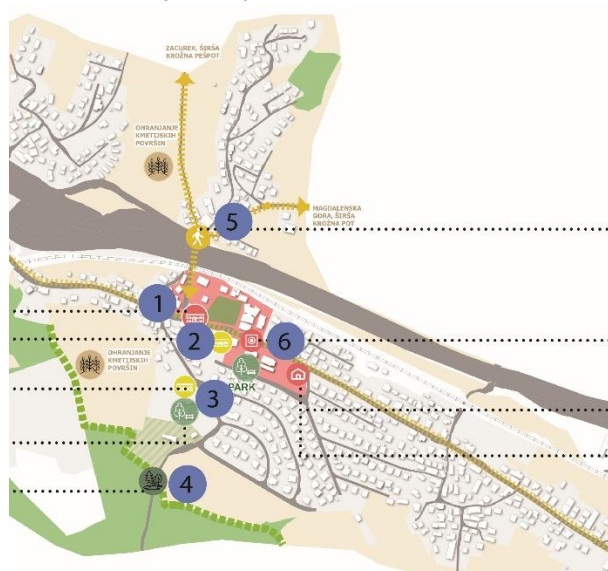 ZACUREK, ŠIRŠA
KROŽNA PEŠPOT
OHRANJANJE
KMETIJSKIH
POVRŠIN
MAGDALENSKA
GORA, ŠIRŠA
KROŽNA POT
5
1
2
6
OHRANJANJE
KMETIJSKIH
POVRŠIN
PARK
3
4